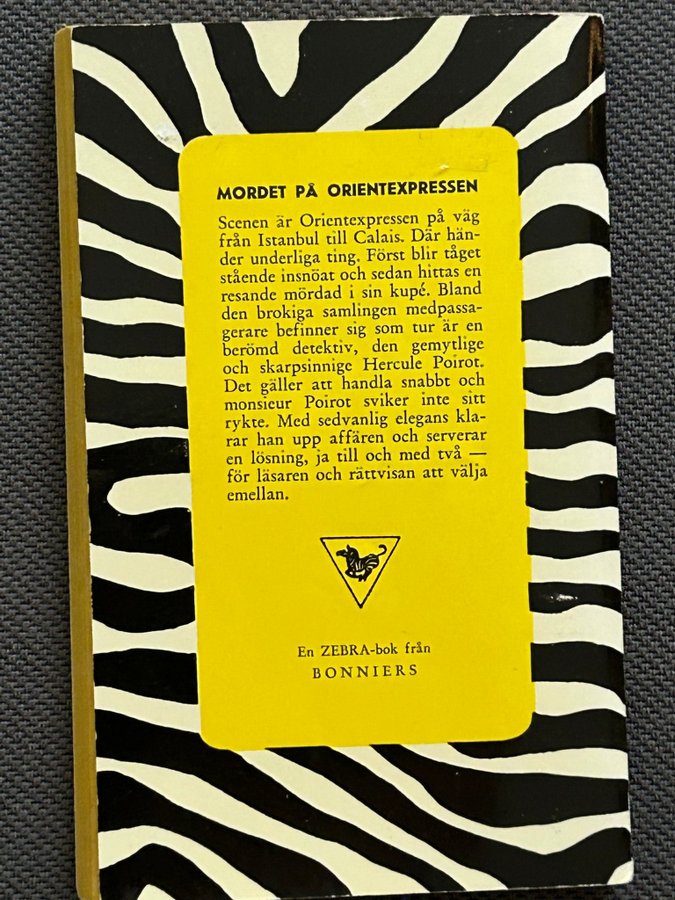 MORDET PÅ ORIENTEXPRESSEN
Scenen är Orientexpressen på väg
från Istanbul till Calais. Där hän-
der underliga ting. Först blir tåget
stående insnöat och sedan hittas en
resande mördad i sin kupé. Bland
den brokiga samlingen medpassa-
gerare befinner sig som tur är en
berömd detektiv, den gemytlige
och skarpsinnige Hercule Poirot.
Det gäller att handla snabbt och
monsieur Poirot sviker inte sitt
rykte. Med sedvanlig elegans kla-
rar han upp affären och serverar
en lösning, ja till och med två —
för läsaren och rättvisan att välja
emellan.
En ZEBRA-bok från
BONNIERS